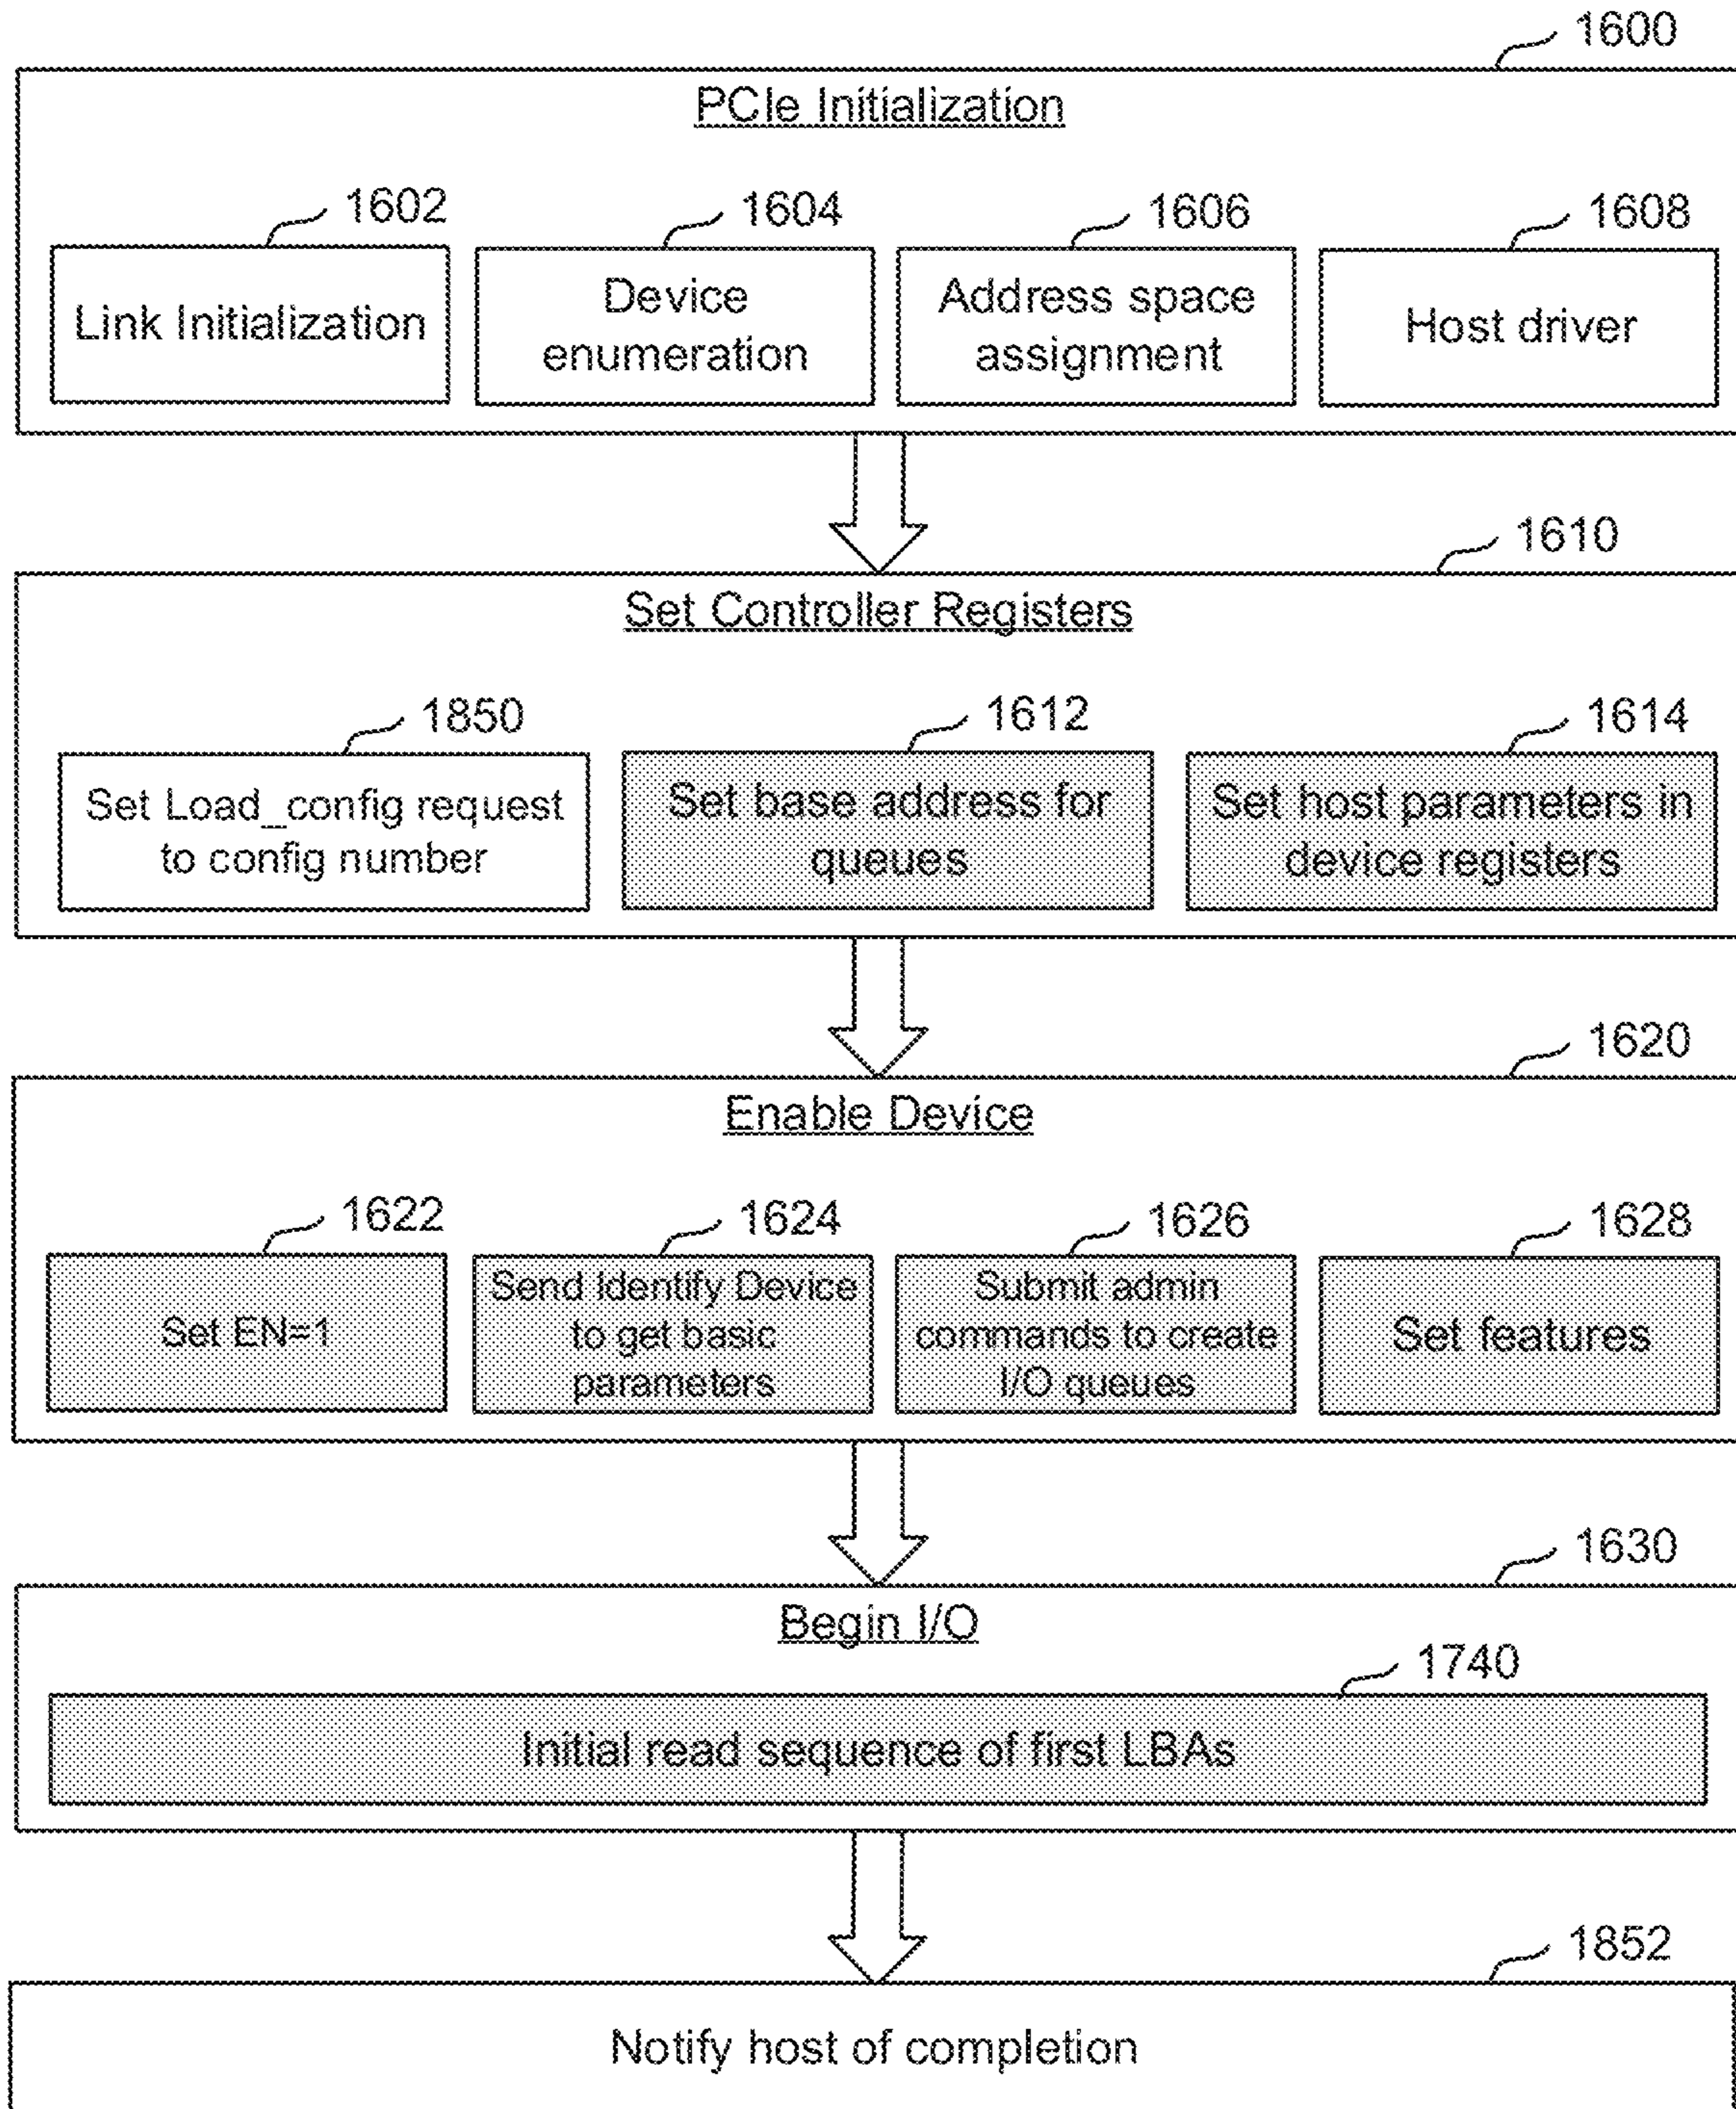 1600
PCIe Initialization
1602
1604
1606
1608
Link Initialization
Device
enumeration
Address space
assignment
Host driver
1610
Set Controller Registers
1850
1612
1614
Set Load_config request
to config number
Set base address for
queues
Set host parameters in
device registers
1620
Enable Device
1622
1624
1626
1628
Set EN=1
Send Identify Device
to get basic
parameters
Submit admin
commands to create
I/O queues
Set features
1630
Begin I/O
1740
Initial read sequence of first LBAs
1852
Notify host of completion